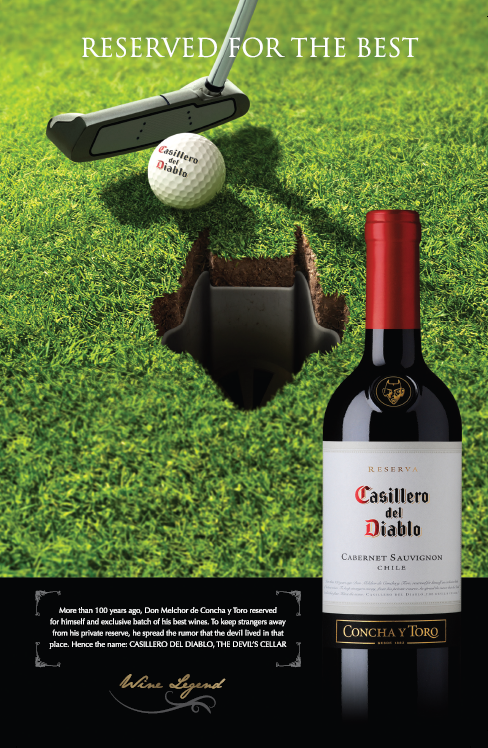 RESERVED FOR THE BEST
Casillero
del
Diablo
RESERVA
Casillero
del
Diablo
CABERNET SAUVIGNON
CHILE
CONCHA Y TORO
More than 100 years ago, Don Melchor de Concha y Toro reserved
for himself and exclusive batch of his best wines. To keep strangers away
from his private reserve, he spread the rumor that the devil lived in that
place. Hence the name: CASILLERO DEL DIABLO, THE DEVIL'S CELLAR
Wine Legend